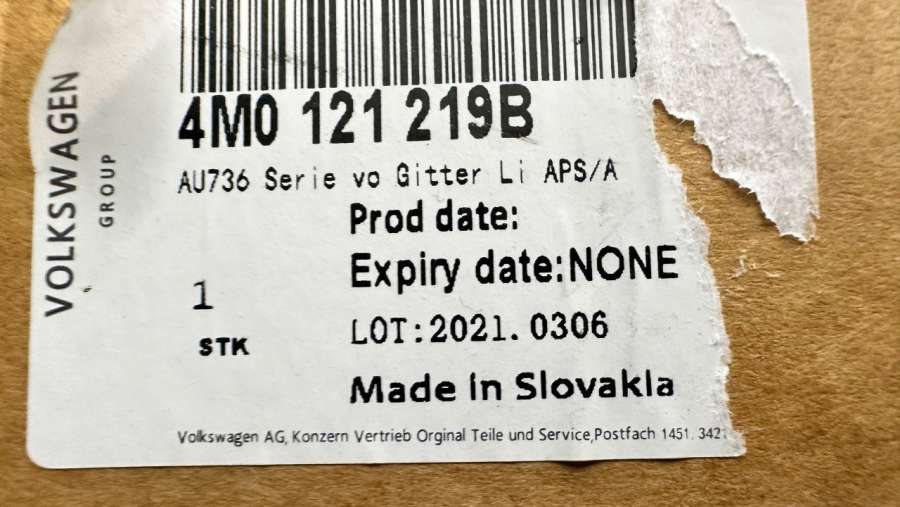 VOLKSWAGEN
GROUP
4M0 121 219B
AU736 Serie vo Gitter Li APS/A
Prod date:
Expiry date:NONE
1
STK
LOT:2021.0306
Made in Slovakla
Volkswagen AG, Konzern Vertrieb Orginal Teile und Service,Postfach 1451. 342